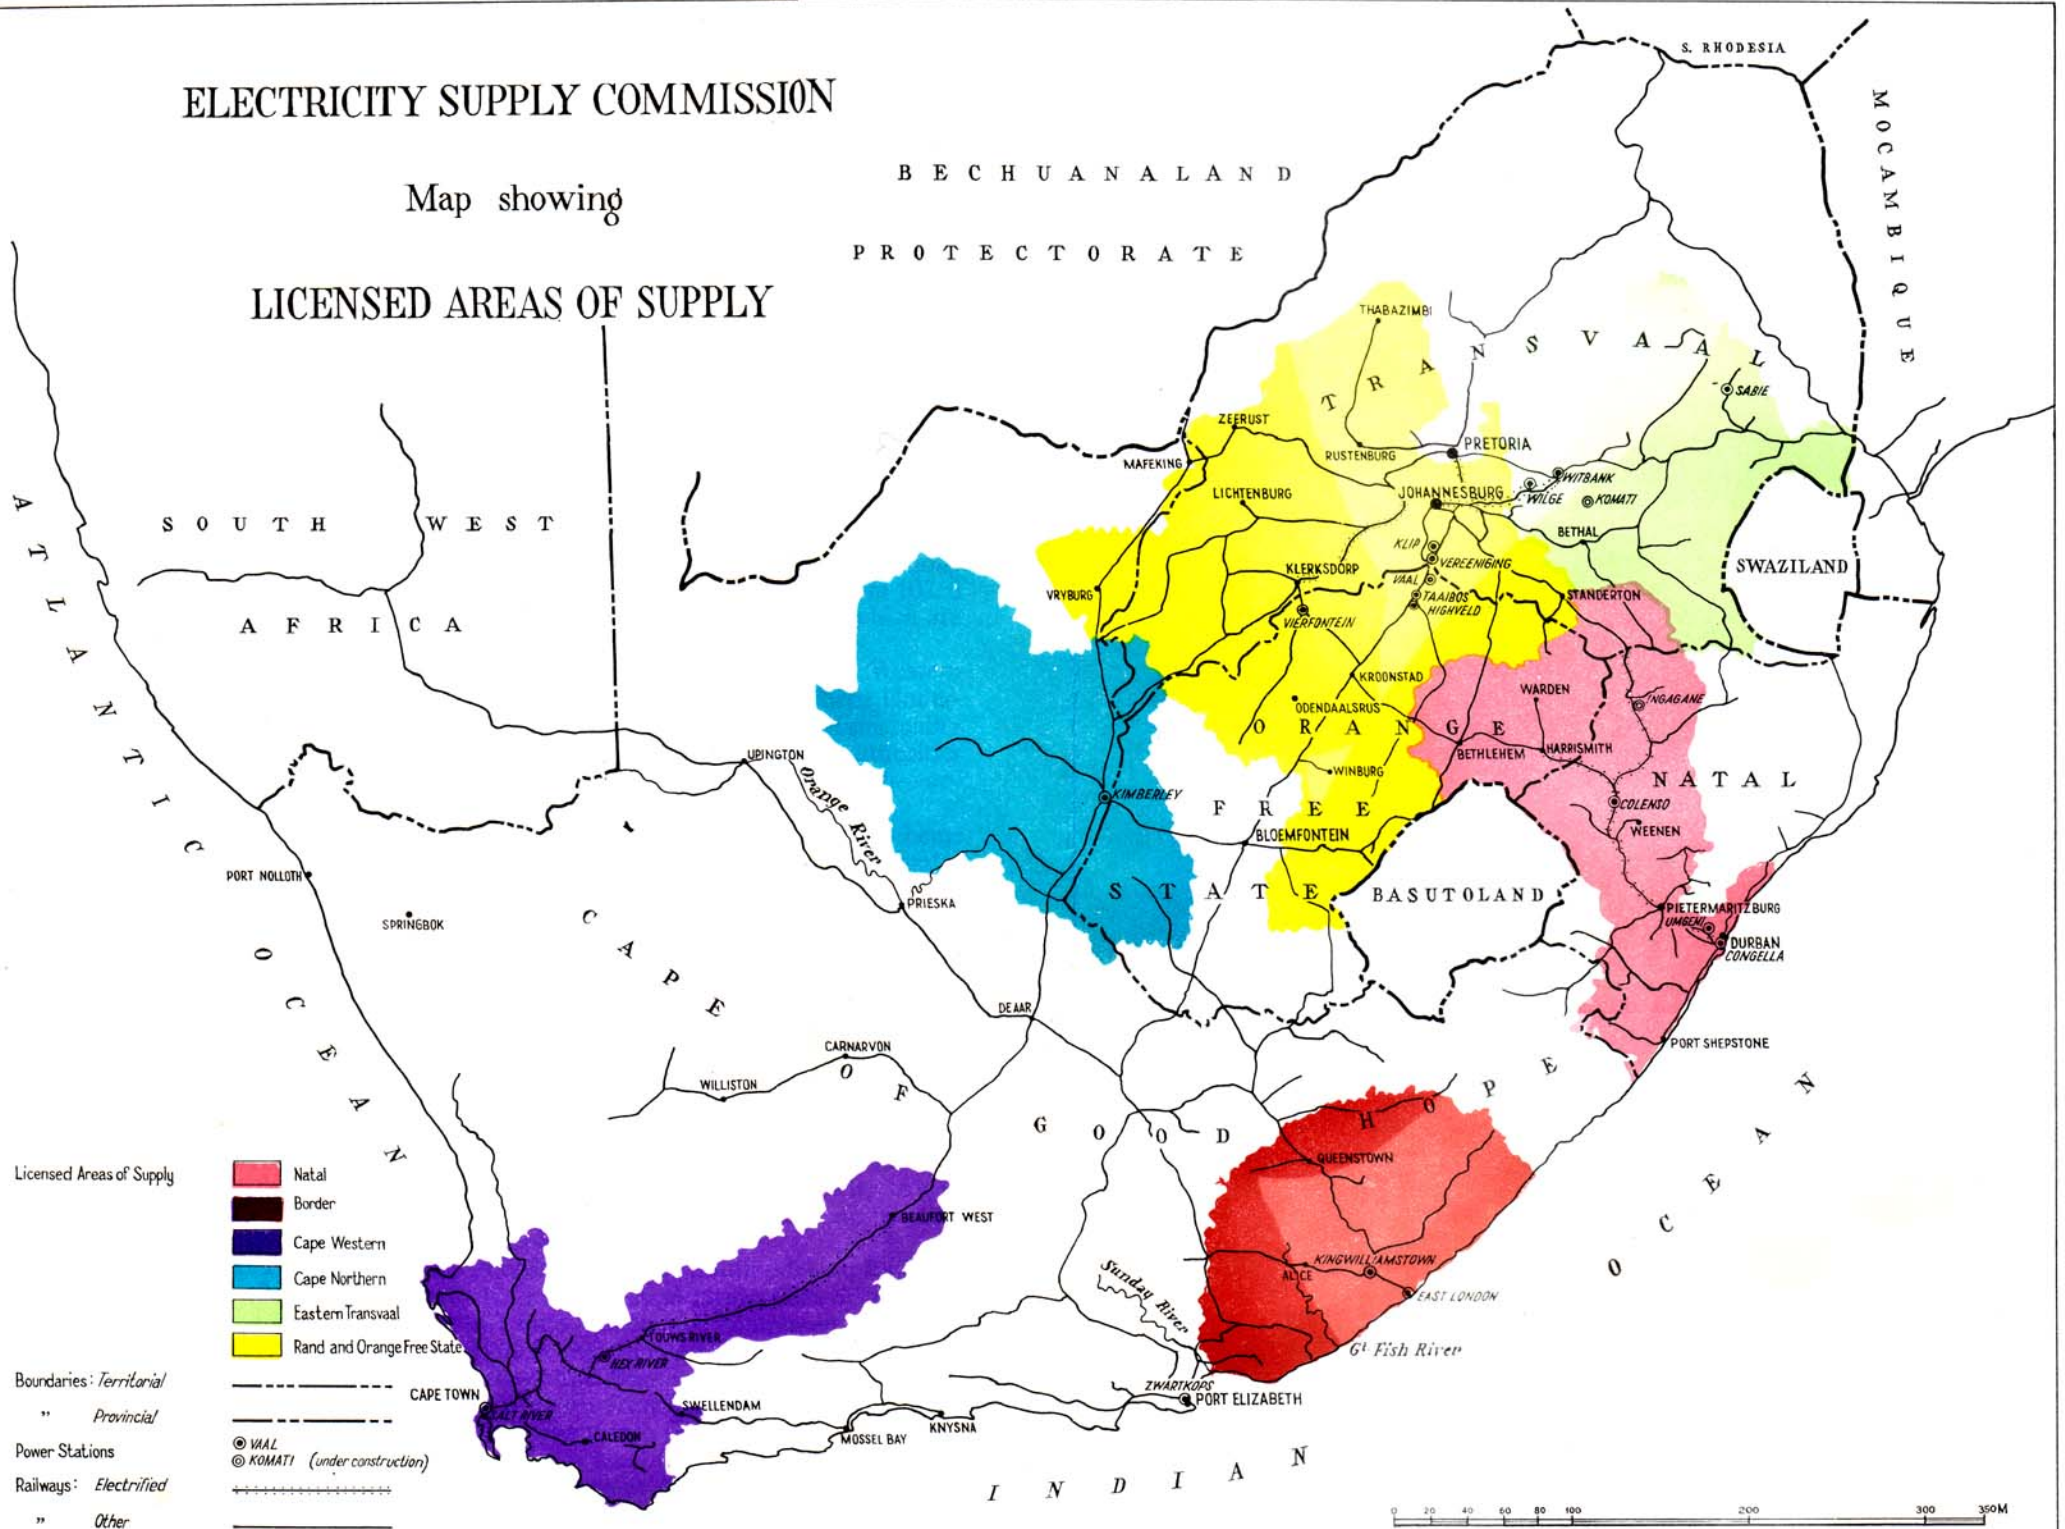 ELECTRICITY SUPPLY COMMISSION
Map showing
LICENSED AREAS OF SUPPLY
S. RHODESIA
MOCAMBIQUE
BECHUANALAND
PROTECTORATE
SOUTH WEST
AFRICA
ATLANTIC OCEAN
TRANSVAAL
THABAZIMBI
SABIE
ZEERUST
MAFEKING
RUSTENBURG
PRETORIA
LICHTENBURG
JOHANNESBURG
WITBANK
WILGE
KOMATI
BETHAL
KLIP
VEREENIGING
SWAZILAND
KLERKSDORP
VAAL
VRYBURG
TAAIBOS
HIGHVELD
STANDERTON
VIERFONTEIN
KROONSTAD
WARDEN
INGAGANE
ODENDAALSRUS
ORANGE
FREE
STATE
BETHLEHEM
HARRISMITH
WINBURG
NATAL
UPINGTON
Orange River
KIMBERLEY
COLENSO
WEENEN
BLOEMFONTEIN
BASUTOLAND
PORT NOLLOTH
SPRINGBOK
PRIESKA
PIETERMARITZBURG
UMGENI
DURBAN
CONGELLA
CAPE
OF
GOOD
HOPE
DE AAR
CARNARVON
WILLISTON
PORT SHEPSTONE
QUEENSTOWN
BEAUFORT WEST
KINGWILLIAMSTOWN
ALICE
EAST LONDON
Sunday River
Gt. Fish River
TOUWS RIVER
HEX RIVER
CAPE TOWN
SALT RIVER
SWELLENDAM
CALEDON
MOSSEL BAY
KNYSNA
ZWARTKOPS
PORT ELIZABETH
INDIAN OCEAN
Licensed Areas of Supply
Natal
Border
Cape Western
Cape Northern
Eastern Transvaal
Rand and Orange Free State
Boundaries: Territorial
" Provincial
Power Stations
VAAL
KOMATI (under construction)
Railways: Electrified
" Other
0 20 40 60 80 100 200 300 350M